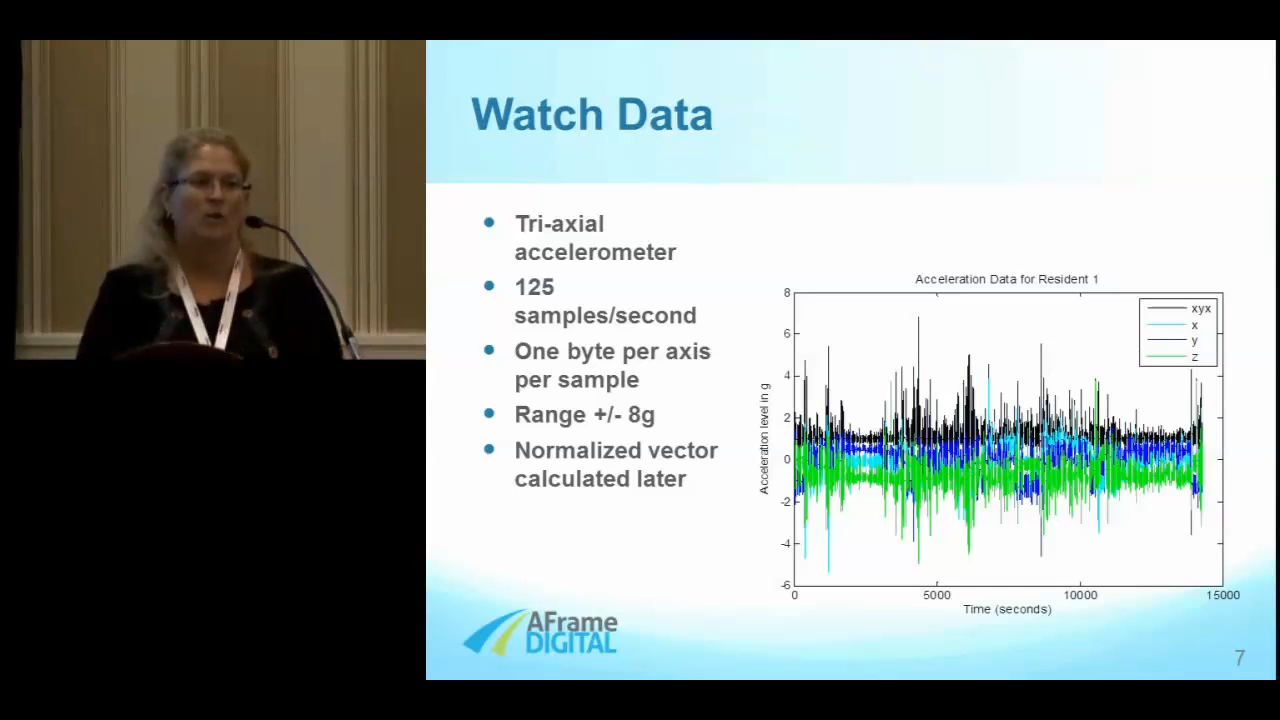 Watch Data
Tri-axial
accelerometer
125
samples/second
One byte per axis
per sample
Range +/- 8g
Normalized vector
calculated later
Acceleration Data for Resident 1
8
6
4
2
0
-2
-4
-6
Acceleration level in g
xyx
x
y
z
0
5000
10000
15000
Time (seconds)
AFrame
DIGITAL
7